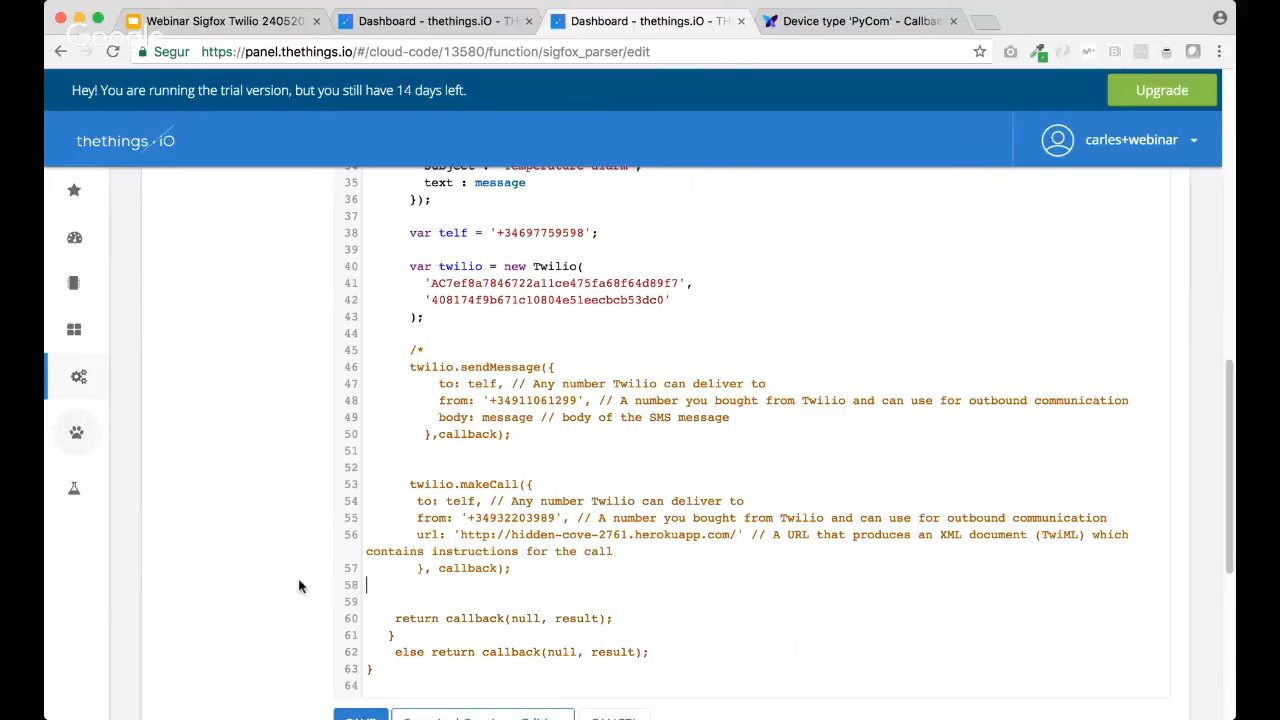 Webinar Sigfox Twilio 240520
Dashboard - thethings.iO - T
Dashboard - thethings.iO - TH
Device type 'PyCom' - Callbac
Google
Segur
https://panel.thethings.io/#/cloud-code/13580/function/sigfox_parser/edit
Hey! You are running the trial version, but you still have 14 days left.
Upgrade
thethings.iO
carles+webinar
34 subject : 'Temperature alarm',
35 text : message
36 });
37
38 var telf = '+34697759598';
39
40 var twilio = new Twilio(
41 'AC7ef8a7846722a11ce475fa68f64d89f7',
42 '408174f9b671c10804e51eecbcb53dc0'
43 );
44
45 /*
46 twilio.sendMessage({
47 to: telf, // Any number Twilio can deliver to
48 from: '+34911061299', // A number you bought from Twilio and can use for outbound communication
49 body: message // body of the SMS message
50 },callback);
51
52
53 twilio.makeCall({
54 to: telf, // Any number Twilio can deliver to
55 from: '+34932203989', // A number you bought from Twilio and can use for outbound communication
56 url: 'http://hidden-cove-2761.herokuapp.com/' // A URL that produces an XML document (TwiML) which
contains instructions for the call
57 }, callback);
58
59
60 return callback(null, result);
61 }
62 else return callback(null, result);
63 }
64